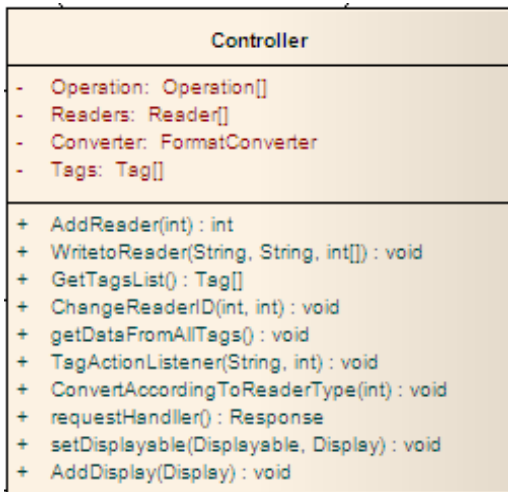 Controller
- Operation: Operation[]
- Readers: Reader[]
- Converter: FormatConverter
- Tags: Tag[]
+ AddReader(int) : int
+ WritetoReader(String, String, int[]) : void
+ GetTagsList() : Tag[]
+ ChangeReaderID(int, int) : void
+ getDataFromAllTags() : void
+ TagActionListener(String, int) : void
+ ConvertAccordingToReaderType(int) : void
+ requestHandller() : Response
+ setDisplayable(Displayable, Display) : void
+ AddDisplay(Display) : void